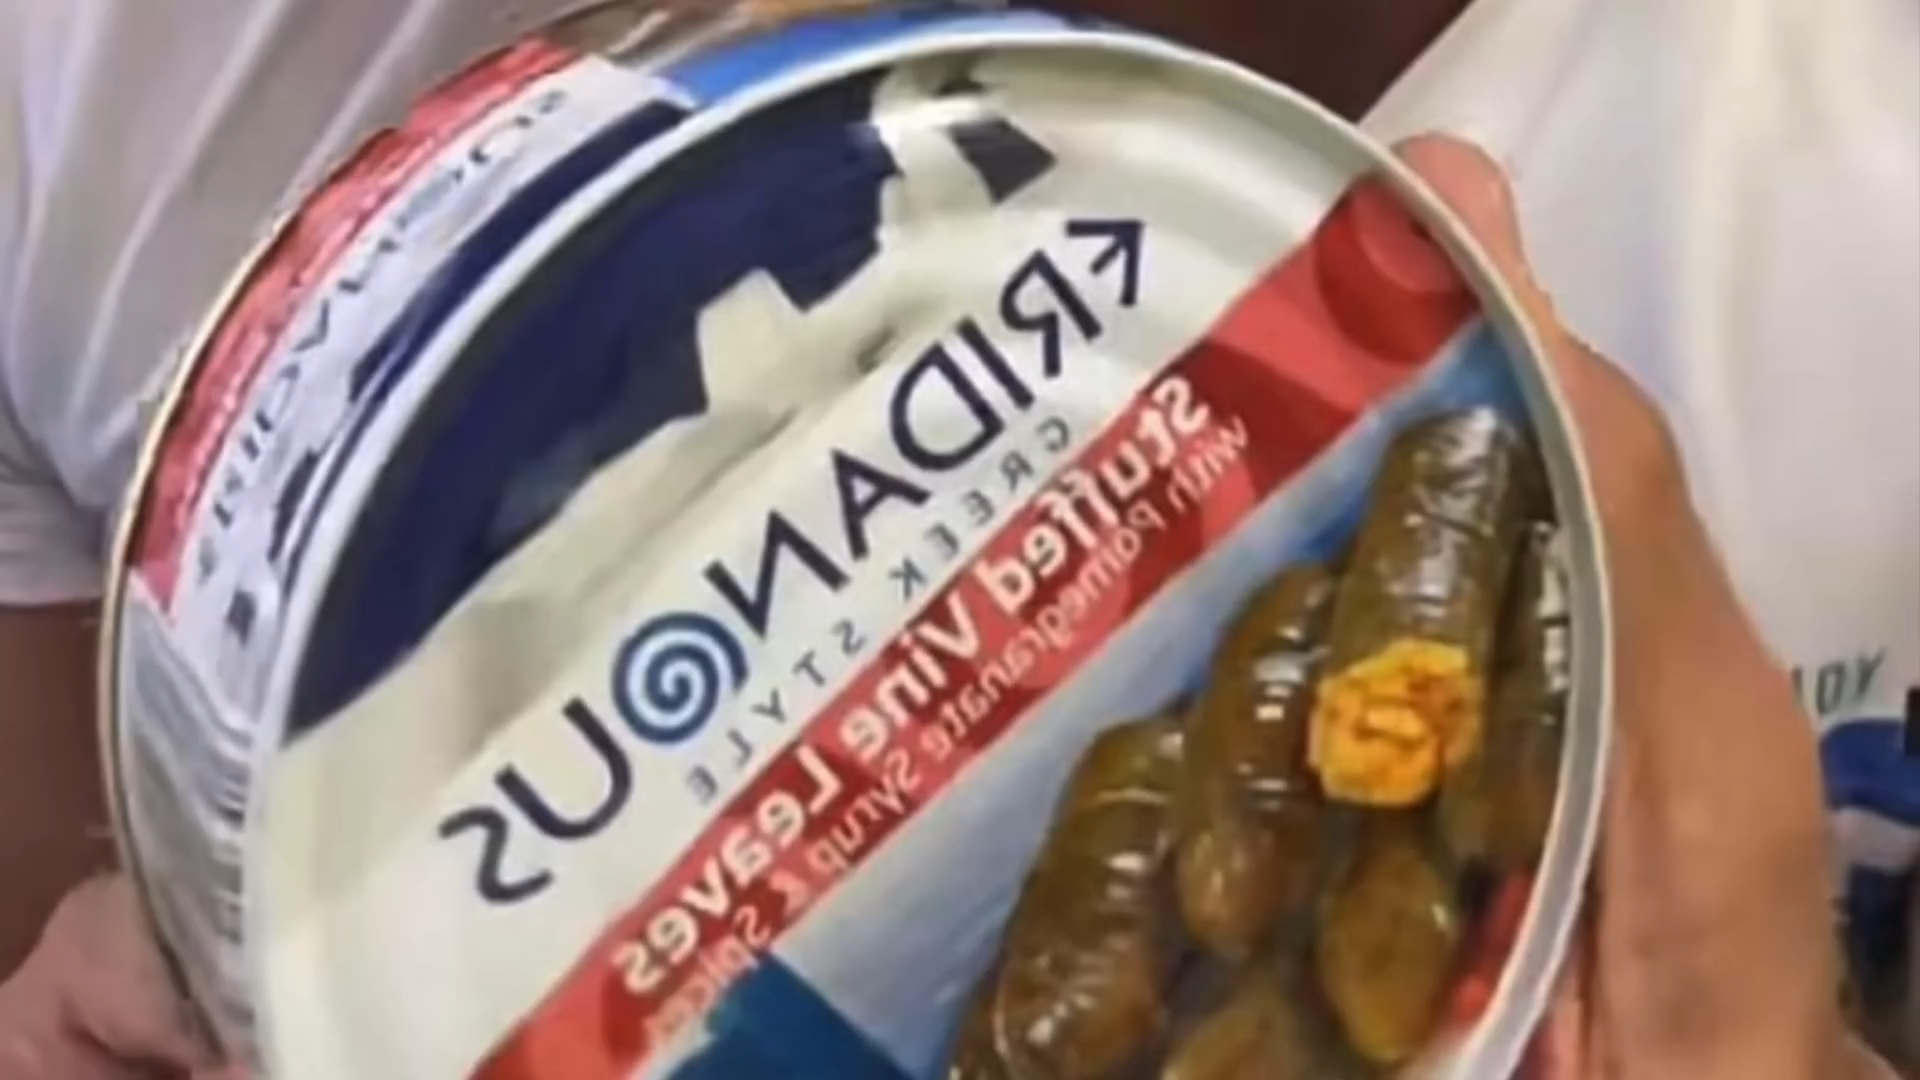 ERIDANOUS
GREEK STYLE
Stuffed Vine Leaves
with Pomegranate Syrup & Spices